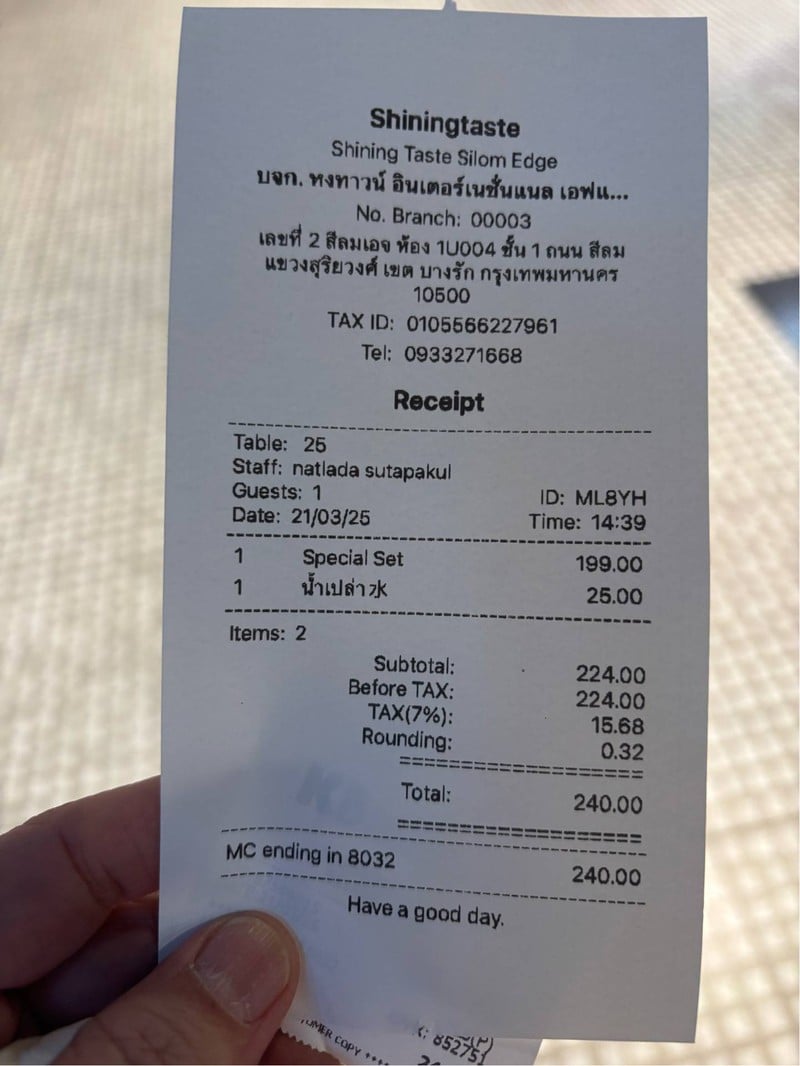 Shiningtaste
Shining Taste Silom Edge
บจก. หงทาวน์ อินเตอร์เนชั่นแนล เอฟแ...
No. Branch: 00003
เลขที่ 2 สีลมเอจ ห้อง 1U004 ชั้น 1 ถนน สีลม
แขวงสุริยวงศ์ เขต บางรัก กรุงเทพมหานคร
10500
TAX ID: 0105566227961
Tel: 0933271668
Receipt
Table: 25
Staff: natlada sutapakul
Guests: 1 ID: ML8YH
Date: 21/03/25 Time: 14:39
1 Special Set 199.00
1 น้ำเปล่า水 25.00
Items: 2
Subtotal: 224.00
Before TAX: 224.00
TAX(7%): 15.68
Rounding: 0.32
Total: 240.00
MC ending in 8032 240.00
Have a good day.
COPY ****
852751